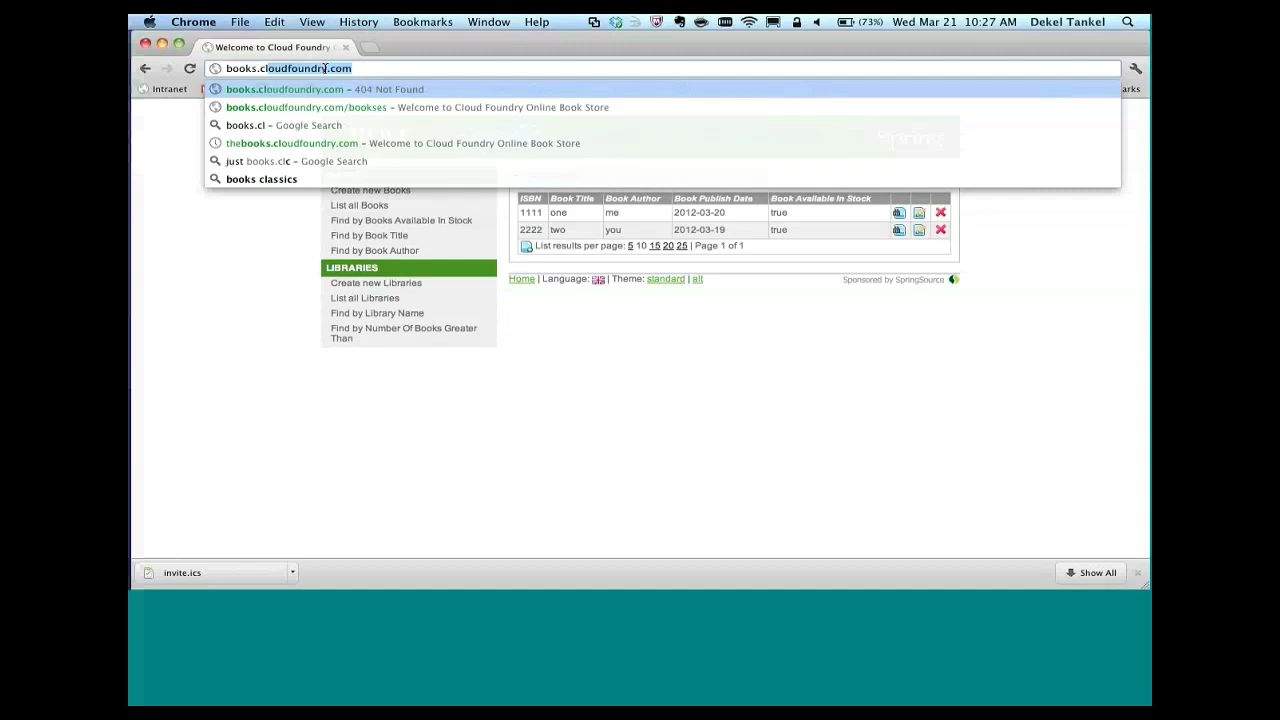 Chrome File Edit View History Bookmarks Window Help (73%) Wed Mar 21 10:27 AM Dekel Tankel
Welcome to Cloud Foundry
books.cloudfoundry.com
Intranet
arks
books.cloudfoundry.com – 404 Not Found
books.cloudfoundry.com/bookses – Welcome to Cloud Foundry Online Book Store
books.cl – Google Search
thebooks.cloudfoundry.com – Welcome to Cloud Foundry Online Book Store
just books.clc – Google Search
books classics
spring
Create new Books
List all Books
Find by Books Available In Stock
Find by Book Title
Find by Book Author
LIBRARIES
Create new Libraries
List all Libraries
Find by Library Name
Find by Number Of Books Greater
Than
ISBN Book Title Book Author Book Publish Date Book Available In Stock
1111 one me 2012-03-20 true
2222 two you 2012-03-19 true
List results per page: 5 10 15 20 25 | Page 1 of 1
Home | Language: | Theme: standard | alt
Sponsored by SpringSource
invite.ics
Show All